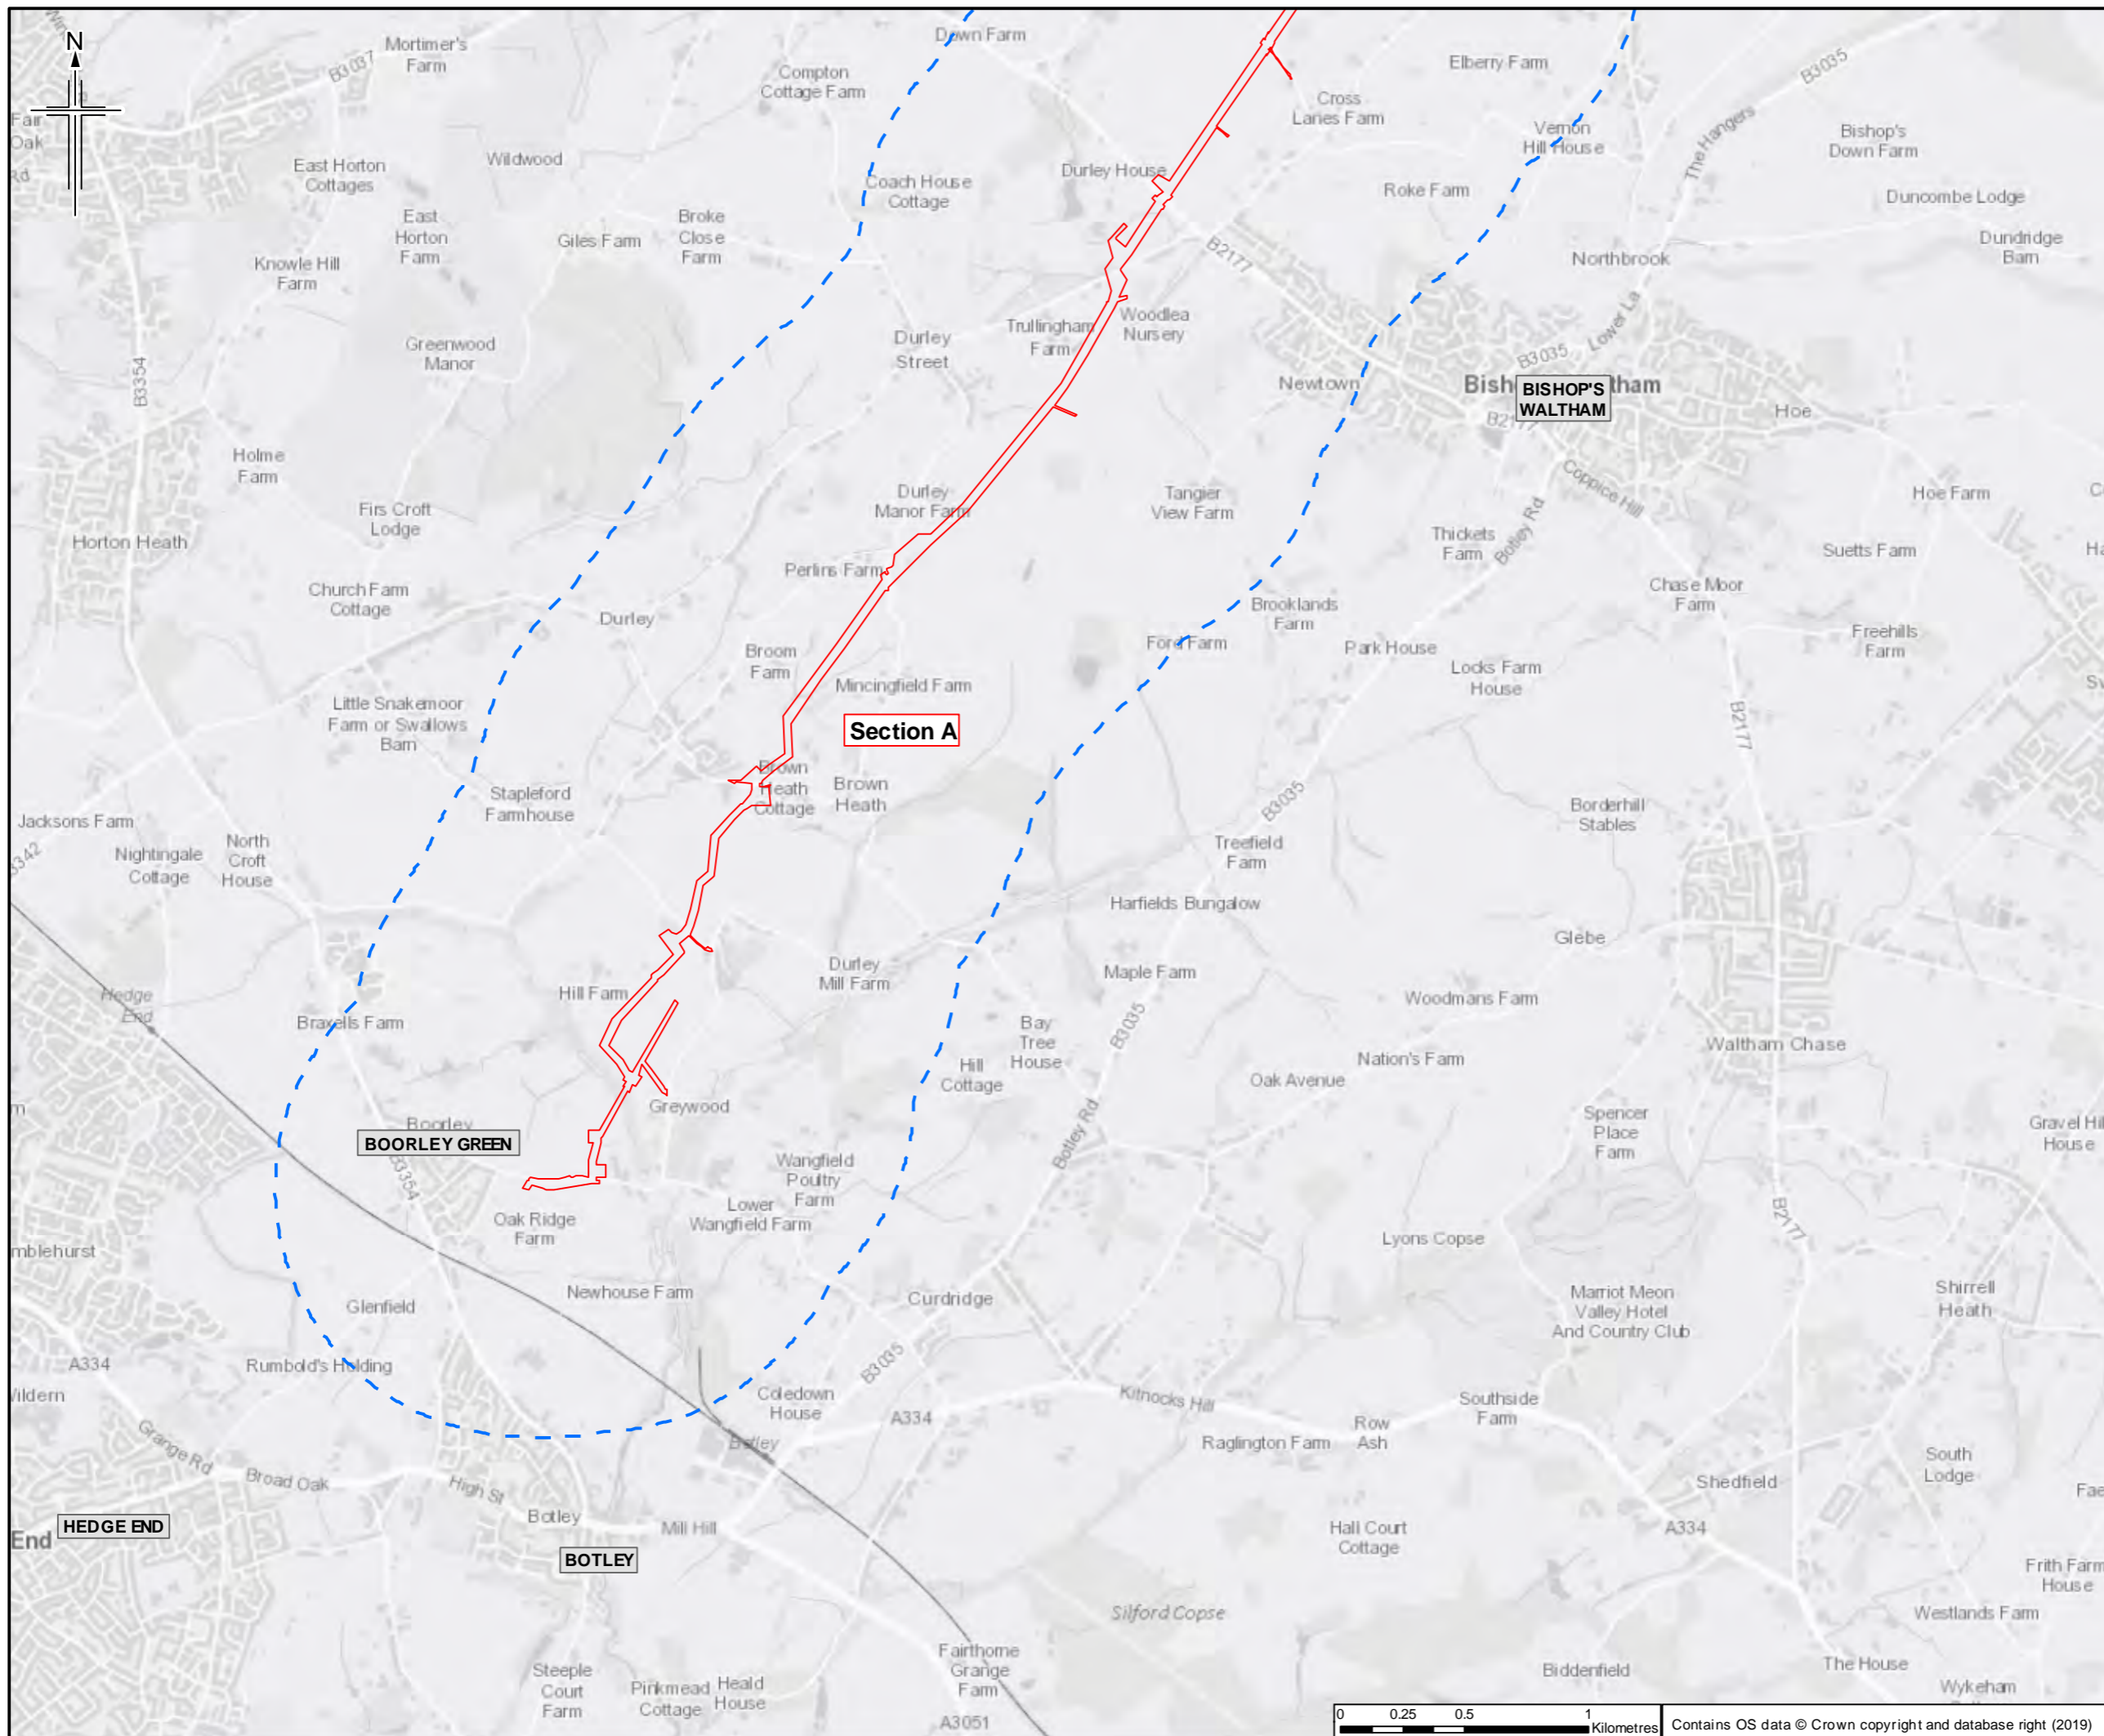 N
Mortimer's
Farm
B3037
Down Farm
Compton
Cottage Farm
Elberry Farm
B3035
Cross
Lanes Farm
Fair
Oak
Rd
Vernon
Hill House
The Hangers
Bishop's
Down Farm
Wildwood
East Horton
Cottages
Durley House
Coach House
Cottage
Roke Farm
Duncombe Lodge
East
Horton
Farm
Broke
Close
Farm
Giles Farm
B2177
Dundridge
Barn
Knowle Hill
Farm
Northbrook
Woodlea
Nursery
Trullingham
Farm
Lower La
Durley
Street
Greenwood
Manor
B3354
B3035
Newtown
BISHOP'S
WALTHAM
Hoe
B2177
Holme
Farm
Coppice Hill
Durley
Manor Farm
Tangier
View Farm
Hoe Farm
Firs Croft
Lodge
Botley Rd
Thickets
Farm
Horton Heath
Suetts Farm
Perlins Farm
Church Farm
Cottage
Chase Moor
Farm
Durley
Brooklands
Farm
Ford Farm
Freehills
Farm
Park House
Broom
Farm
Locks Farm
House
Mincingfield Farm
Little Snakemoor
Farm or Swallows
Barn
Section A
B2177
Brown
Heath
Cottage
Brown
Heath
Stapleford
Farmhouse
B3035
Borderhill
Stables
Jacksons Farm
North
Croft
House
Nightingale
Cottage
Treefield
Farm
Harfields Bungalow
Glebe
Durley
Mill Farm
Maple Farm
Hill Farm
Hedge
End
Woodmans Farm
Braxells Farm
Bay
Tree
House
B3035
Waltham Chase
Nation's Farm
Hill
Cottage
Oak Avenue
Greywood
Boorley
BOORLEY GREEN
Spencer
Place
Farm
Gravel Hill
House
Botley Rd
B3354
Wangfield
Poultry
Farm
Lower
Wangfield Farm
Oak Ridge
Farm
B2177
Lyons Copse
mblehurst
Newhouse Farm
Curdridge
Glenfield
Marriot Meon
Valley Hotel
And Country Club
Shirrell
Heath
A334
Rumbold's Holding
B3035
Coledown
House
Kitnocks Hill
Southside
Farm
A334
Row
Ash
Grange Rd
Botley
Raglington Farm
Broad Oak
High St
South
Lodge
Shedfield
Botley
Mill Hill
HEDGE END
End
Hall Court
Cottage
A334
BOTLEY
Frith Farm
House
Silford Copse
Westlands Farm
Fairthorne
Grange
Farm
Steeple
Court
Farm
Pinkmead
Cottage
Heald
House
Biddenfield
The House
Wykeham
A3051
0 0.25 0.5 1
Kilometres
Contains OS data © Crown copyright and database right (2019)